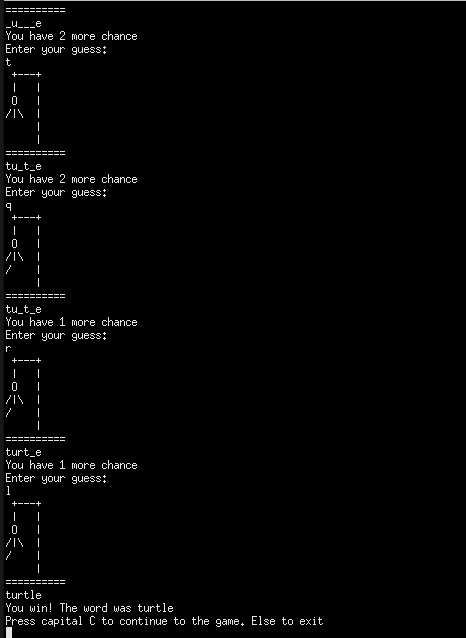 ==========
_u___e
You have 2 more chance
Enter your guess:
t
 +---+
 |   |
 O   |
/|\  |
     |
     |
==========
tu_t_e
You have 2 more chance
Enter your guess:
q
 +---+
 |   |
 O   |
/|\  |
/    |
     |
==========
tu_t_e
You have 1 more chance
Enter your guess:
r
 +---+
 |   |
 O   |
/|\  |
/    |
     |
==========
turt_e
You have 1 more chance
Enter your guess:
l
 +---+
 |   |
 O   |
/|\  |
/    |
     |
==========
turtle
You win! The word was turtle
Press capital C to continue to the game. Else to exit